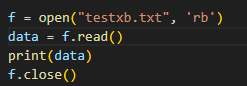 f = open("testxb.txt", 'rb')
data = f.read()
print(data)
f.close()